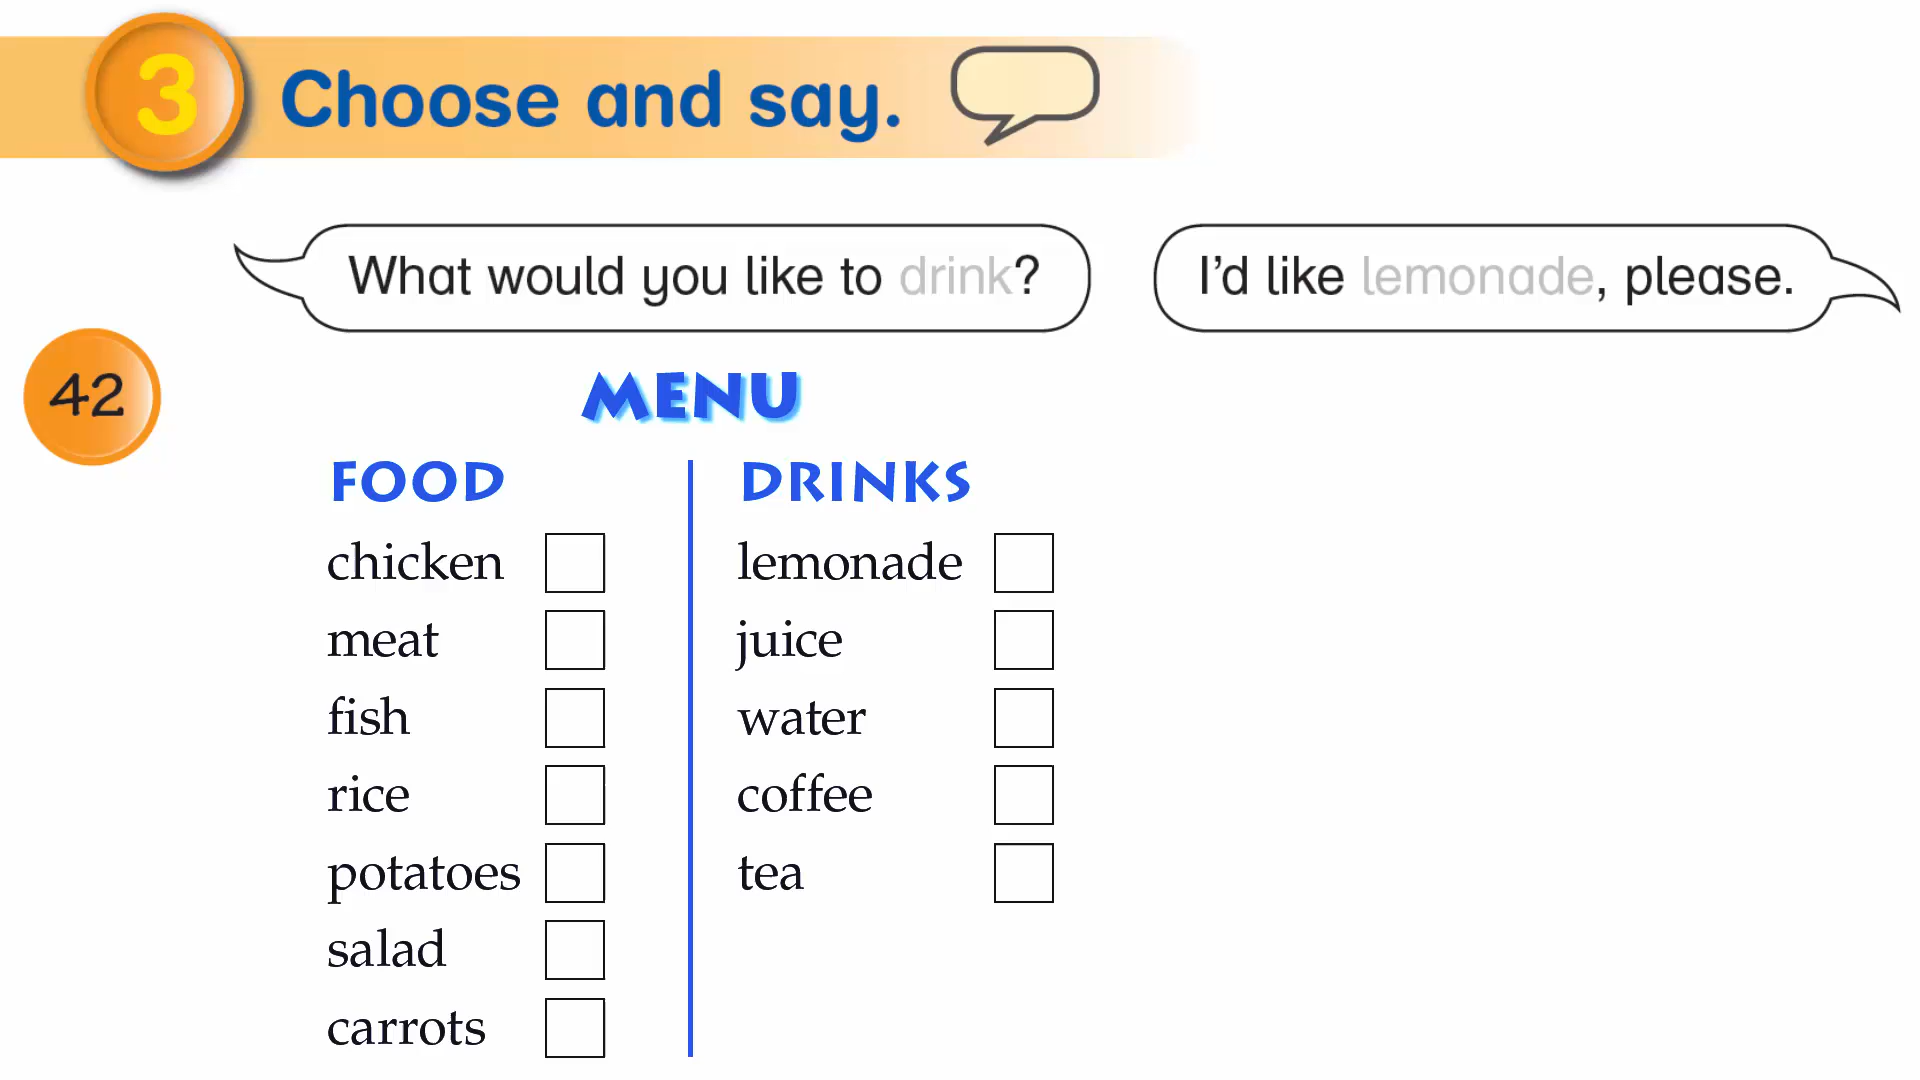 3 Choose and say.
What would you like to drink?
I'd like lemonade, please.
42
MENU
FOOD
chicken
meat
fish
rice
potatoes
salad
carrots
DRINKS
lemonade
juice
water
coffee
tea